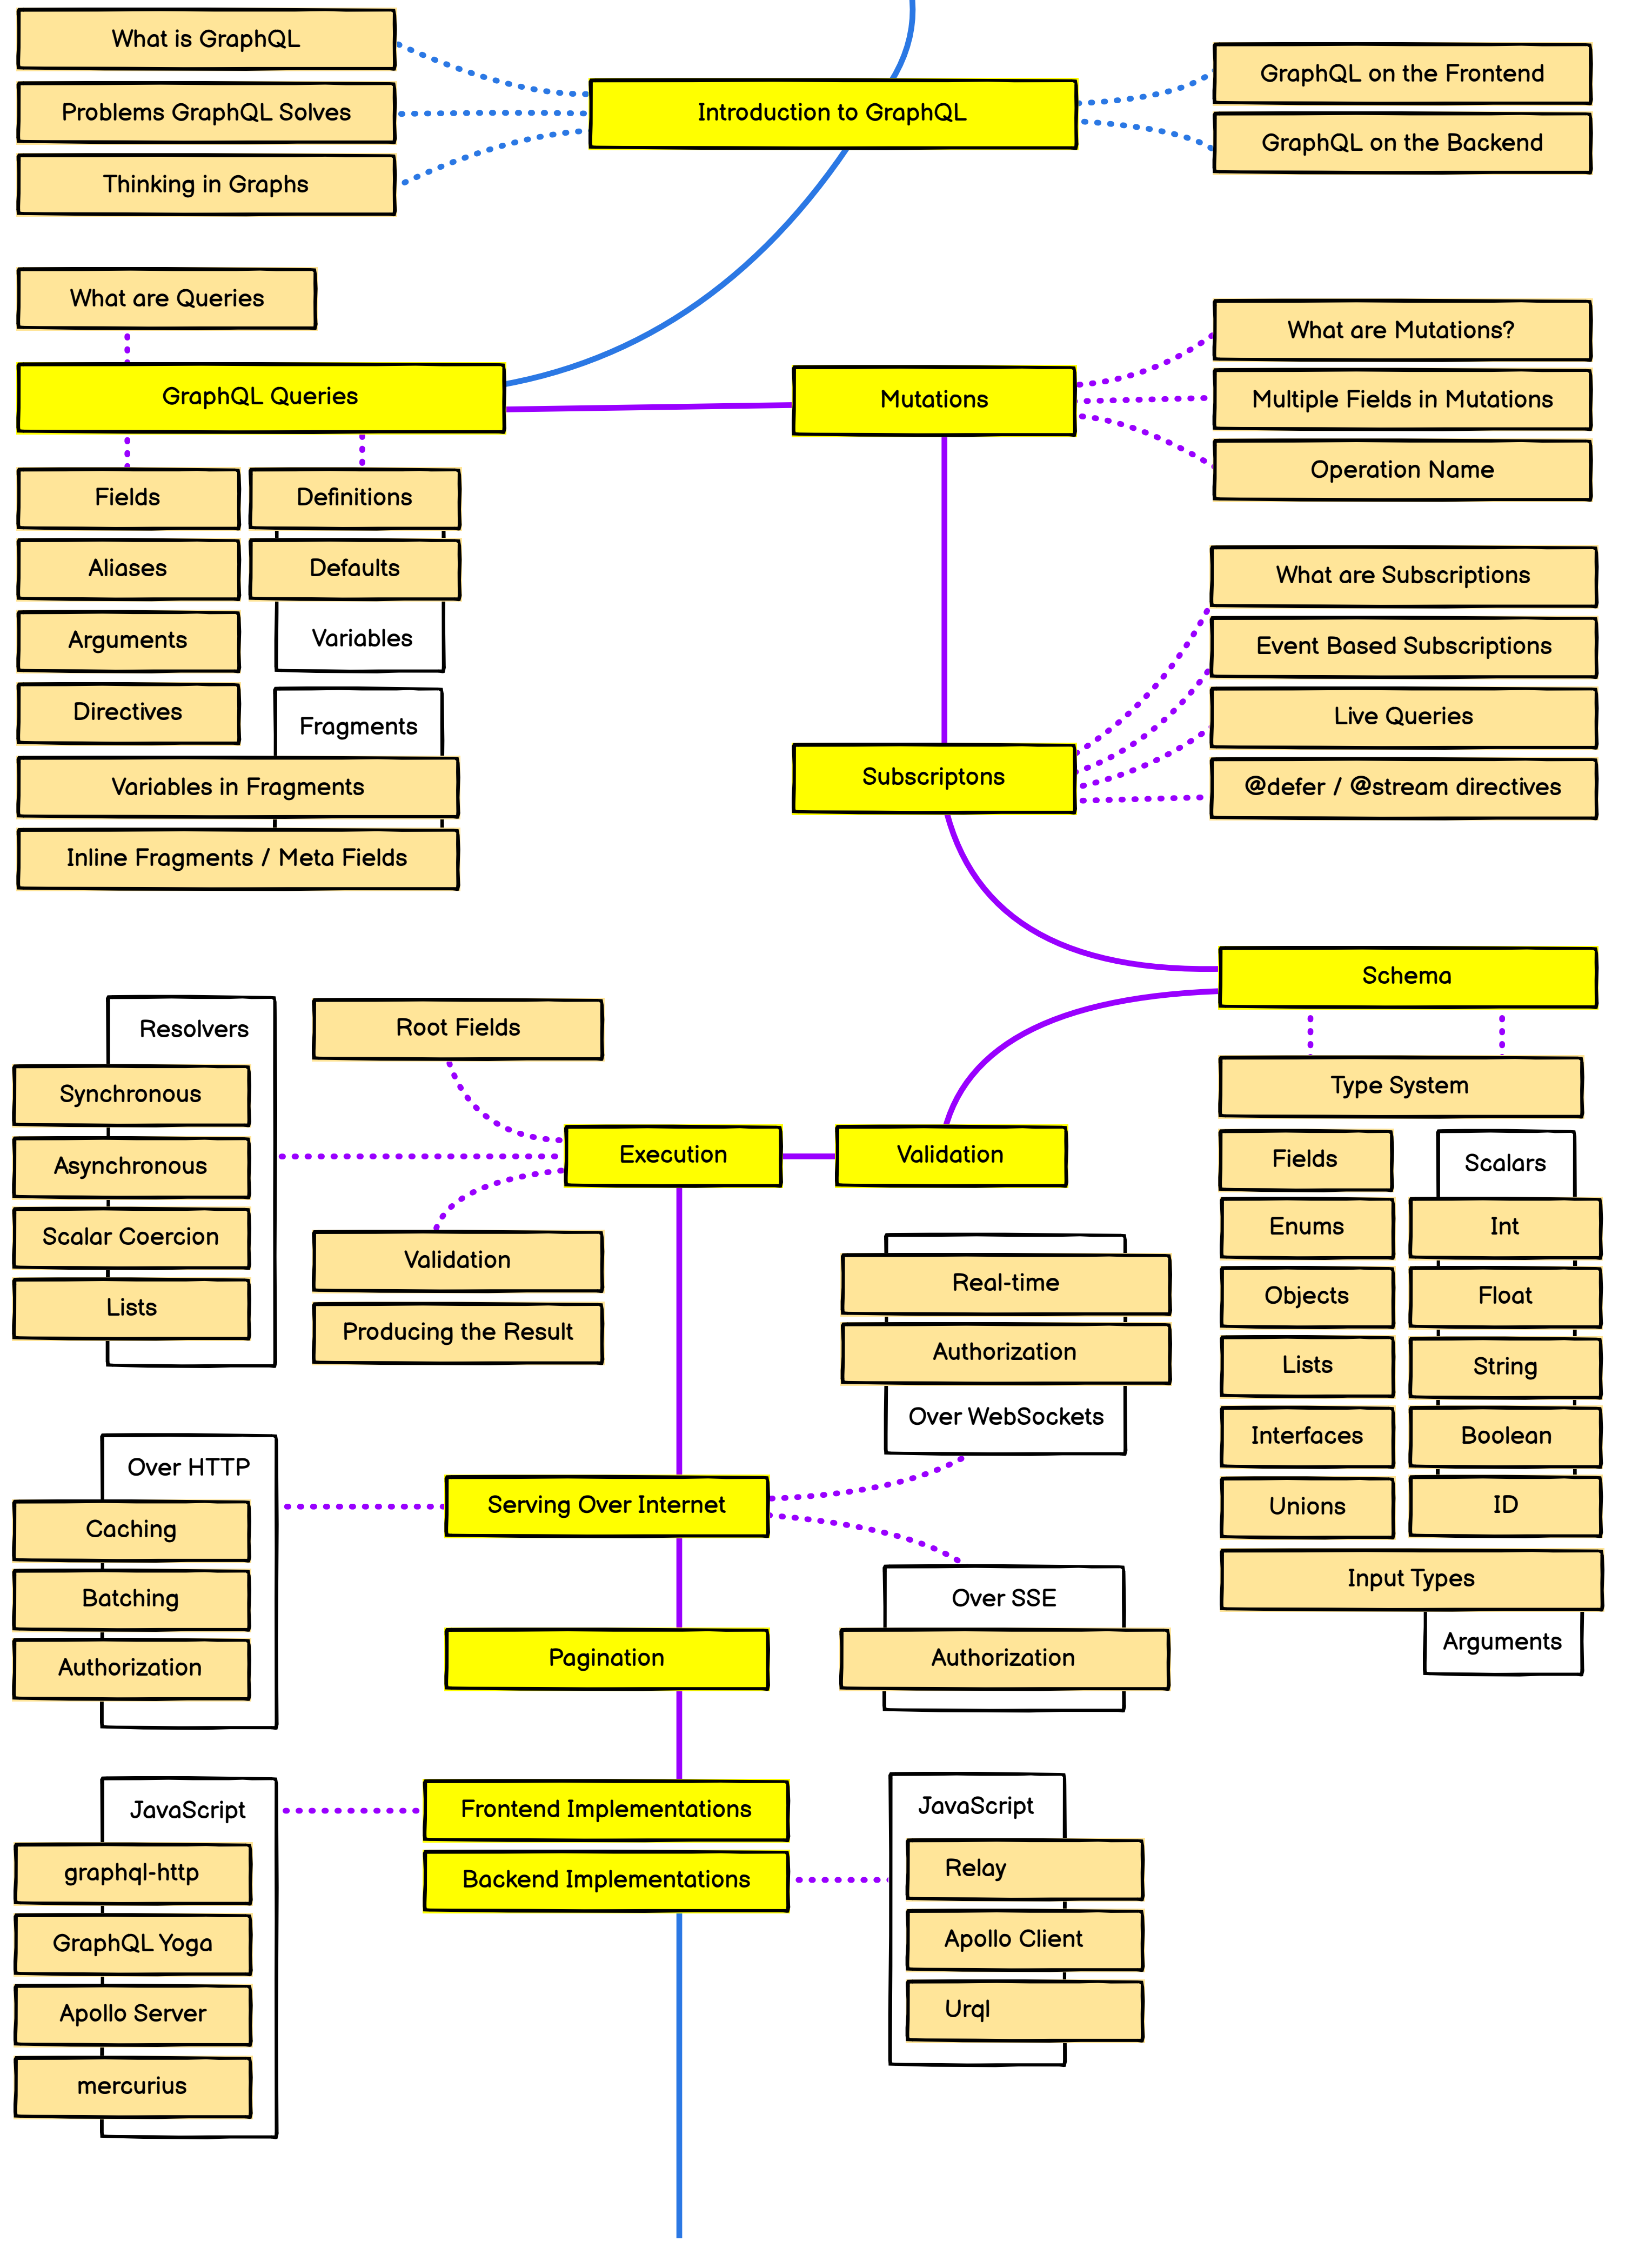 What is GraphQL
Problems GraphQL Solves
Thinking in Graphs
Introduction to GraphQL
GraphQL on the Frontend
GraphQL on the Backend
What are Queries
GraphQL Queries
Fields
Aliases
Arguments
Directives
Definitions
Defaults
Variables
Fragments
Variables in Fragments
Inline Fragments / Meta Fields
Mutations
What are Mutations?
Multiple Fields in Mutations
Operation Name
Subscriptons
What are Subscriptions
Event Based Subscriptions
Live Queries
@defer / @stream directives
Schema
Type System
Fields
Enums
Objects
Lists
Interfaces
Unions
Scalars
Int
Float
String
Boolean
ID
Input Types
Arguments
Validation
Execution
Root Fields
Validation
Producing the Result
Resolvers
Synchronous
Asynchronous
Scalar Coercion
Lists
Serving Over Internet
Real-time
Authorization
Over WebSockets
Over SSE
Authorization
Over HTTP
Caching
Batching
Authorization
Pagination
Frontend Implementations
Backend Implementations
JavaScript
graphql-http
GraphQL Yoga
Apollo Server
mercurius
JavaScript
Relay
Apollo Client
Urql